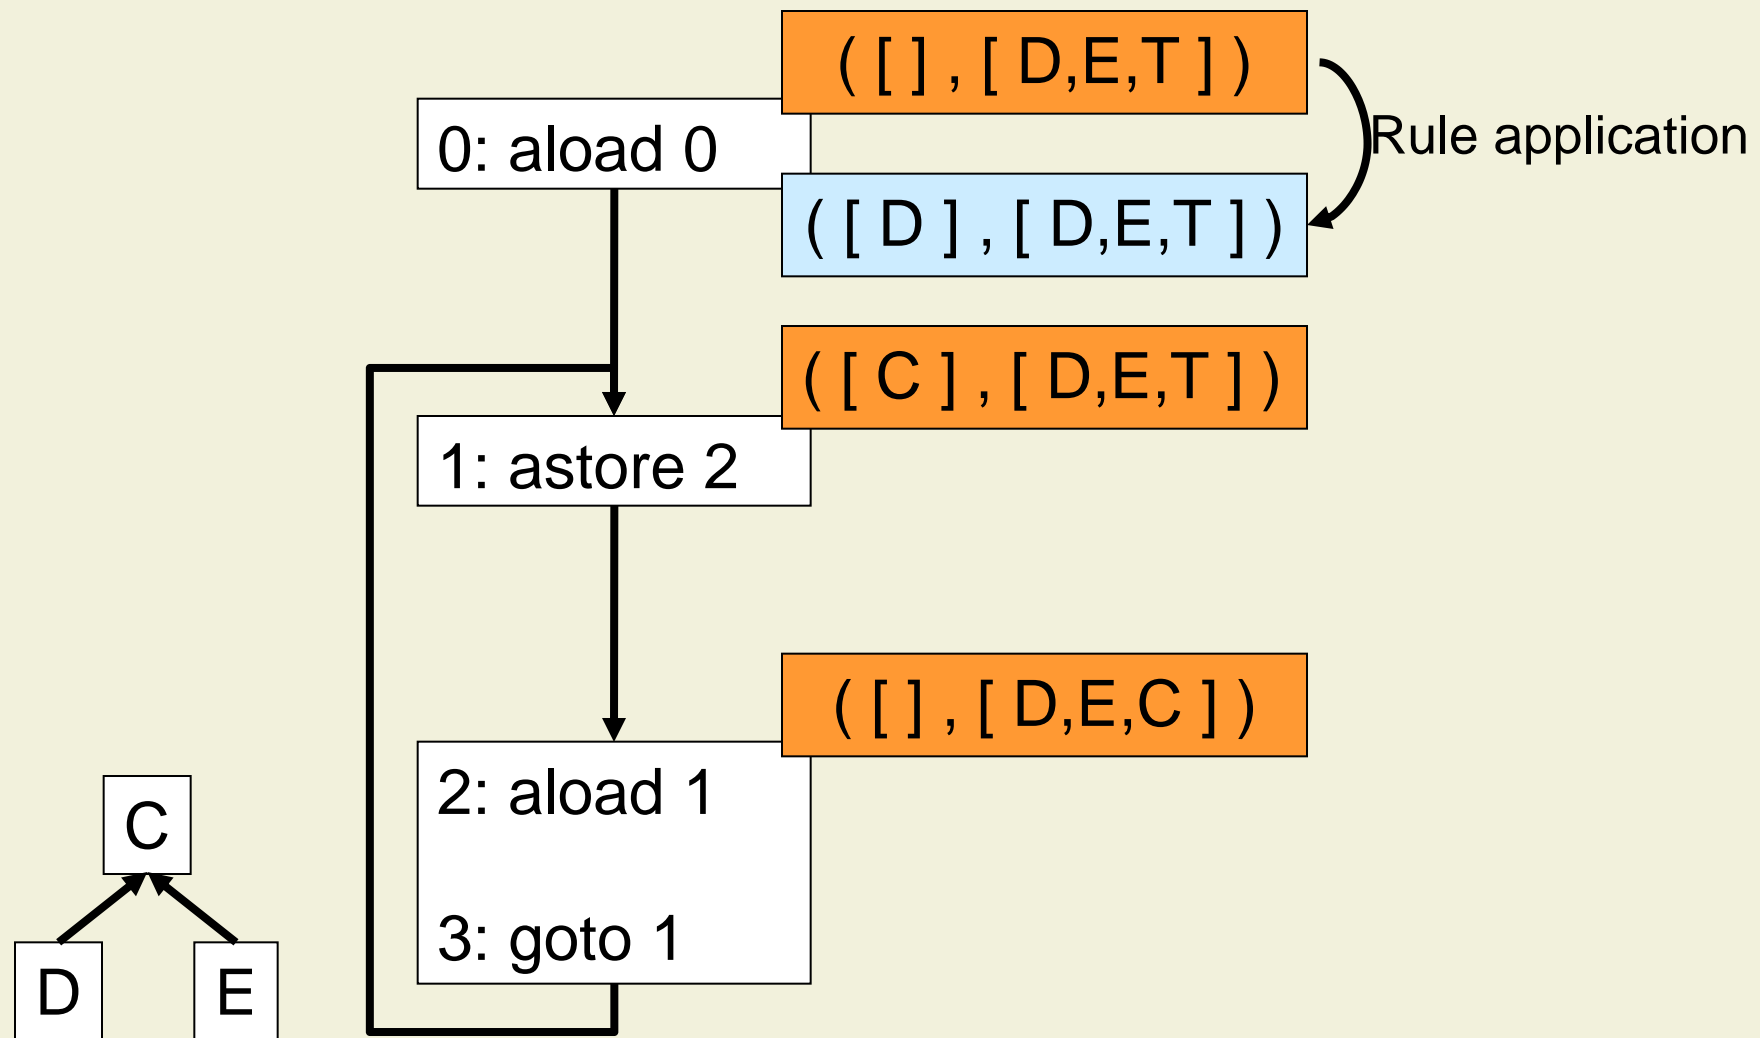 ( [ ] , [ D,E,T ] )
0: aload 0
Rule application
( [ D ] , [ D,E,T ] )
( [ C ] , [ D,E,T ] )
1: astore 2
( [ ] , [ D,E,C ] )
2: aload 1
C
3: goto 1
D E